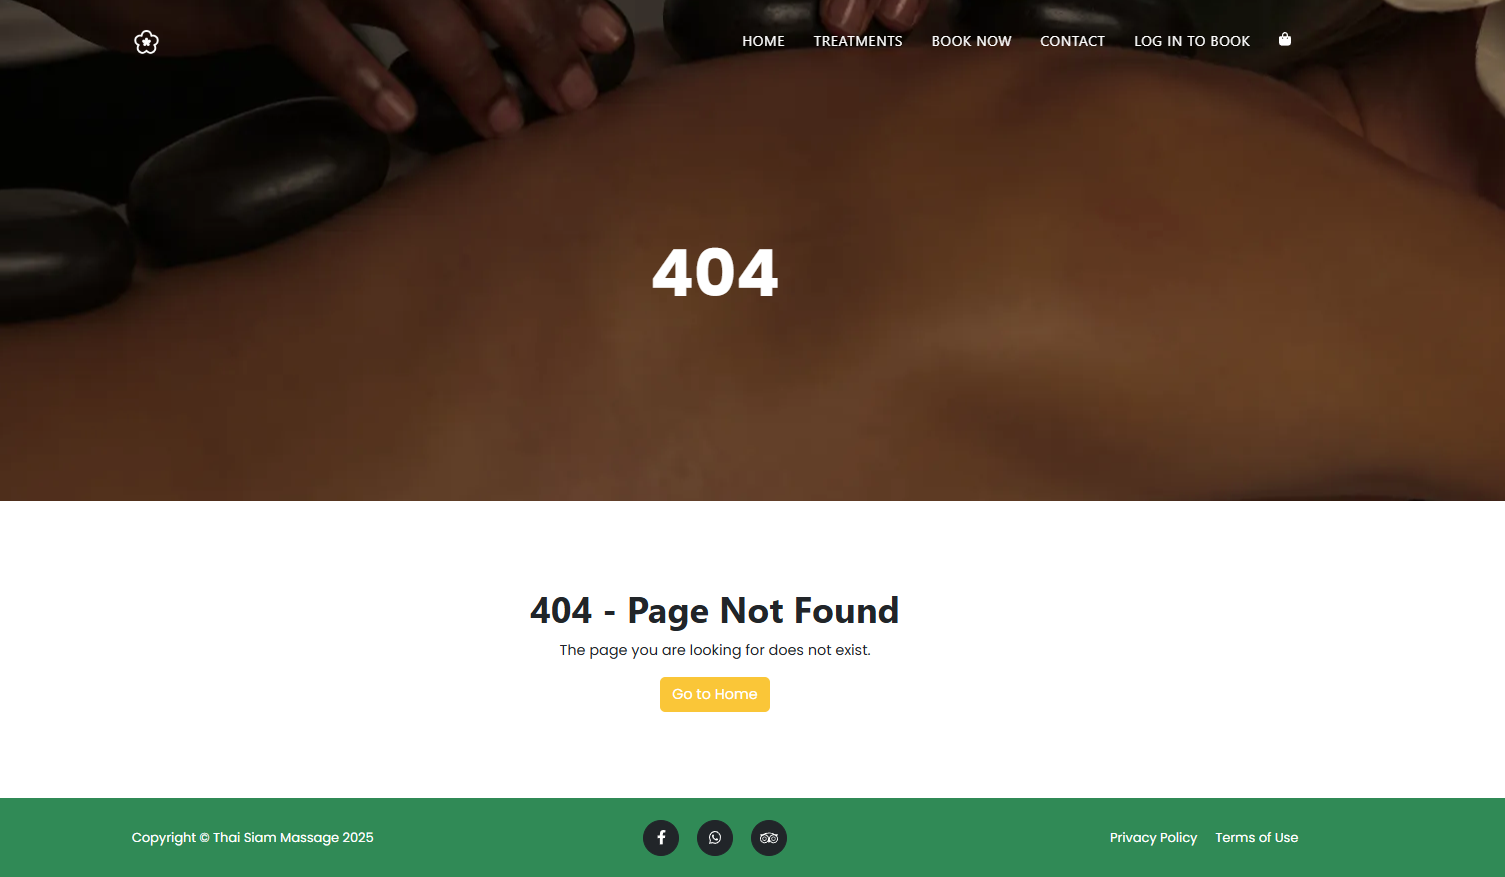 HOME TREATMENTS BOOK NOW CONTACT LOG IN TO BOOK
404
404 - Page Not Found
The page you are looking for does not exist.
Go to Home
Copyright © Thai Siam Massage 2025
Privacy Policy Terms of Use